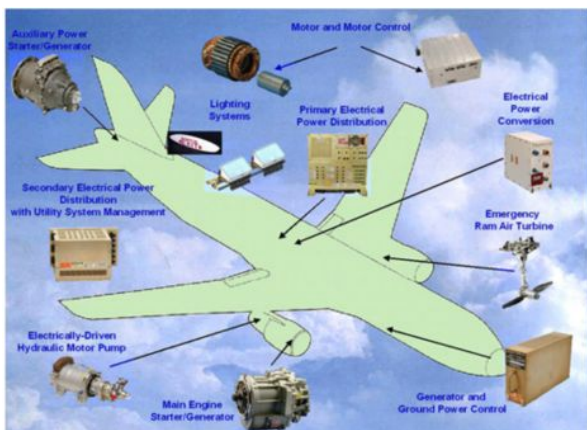 Motor and Motor Control
Auxiliary Power
Starter/Generator
Lighting
Systems
Primary Electrical
Power Distribution
Electrical
Power
Conversion
Secondary Electrical Power
Distribution
with Utility System Management
Emergency
Ram Air Turbine
Electrically-Driven
Hydraulic Motor Pump
Main Engine
Starter/Generator
Generator and
Ground Power Control